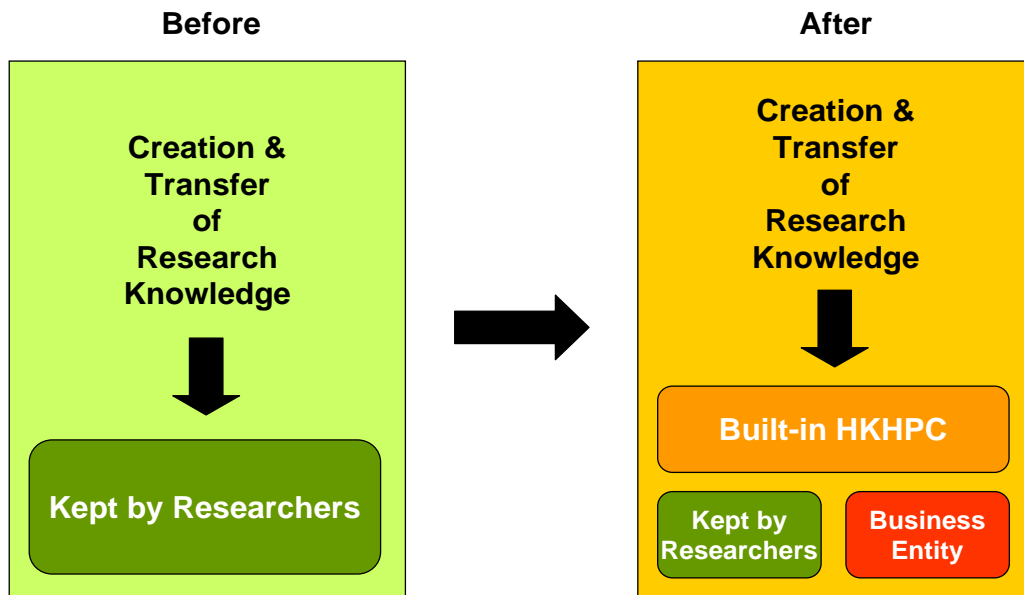 Before
Creation &
Transfer
of
Research
Knowledge
Kept by Researchers
After
Creation &
Transfer
of
Research
Knowledge
Built-in HKHPC
Kept by
Researchers
Business
Entity